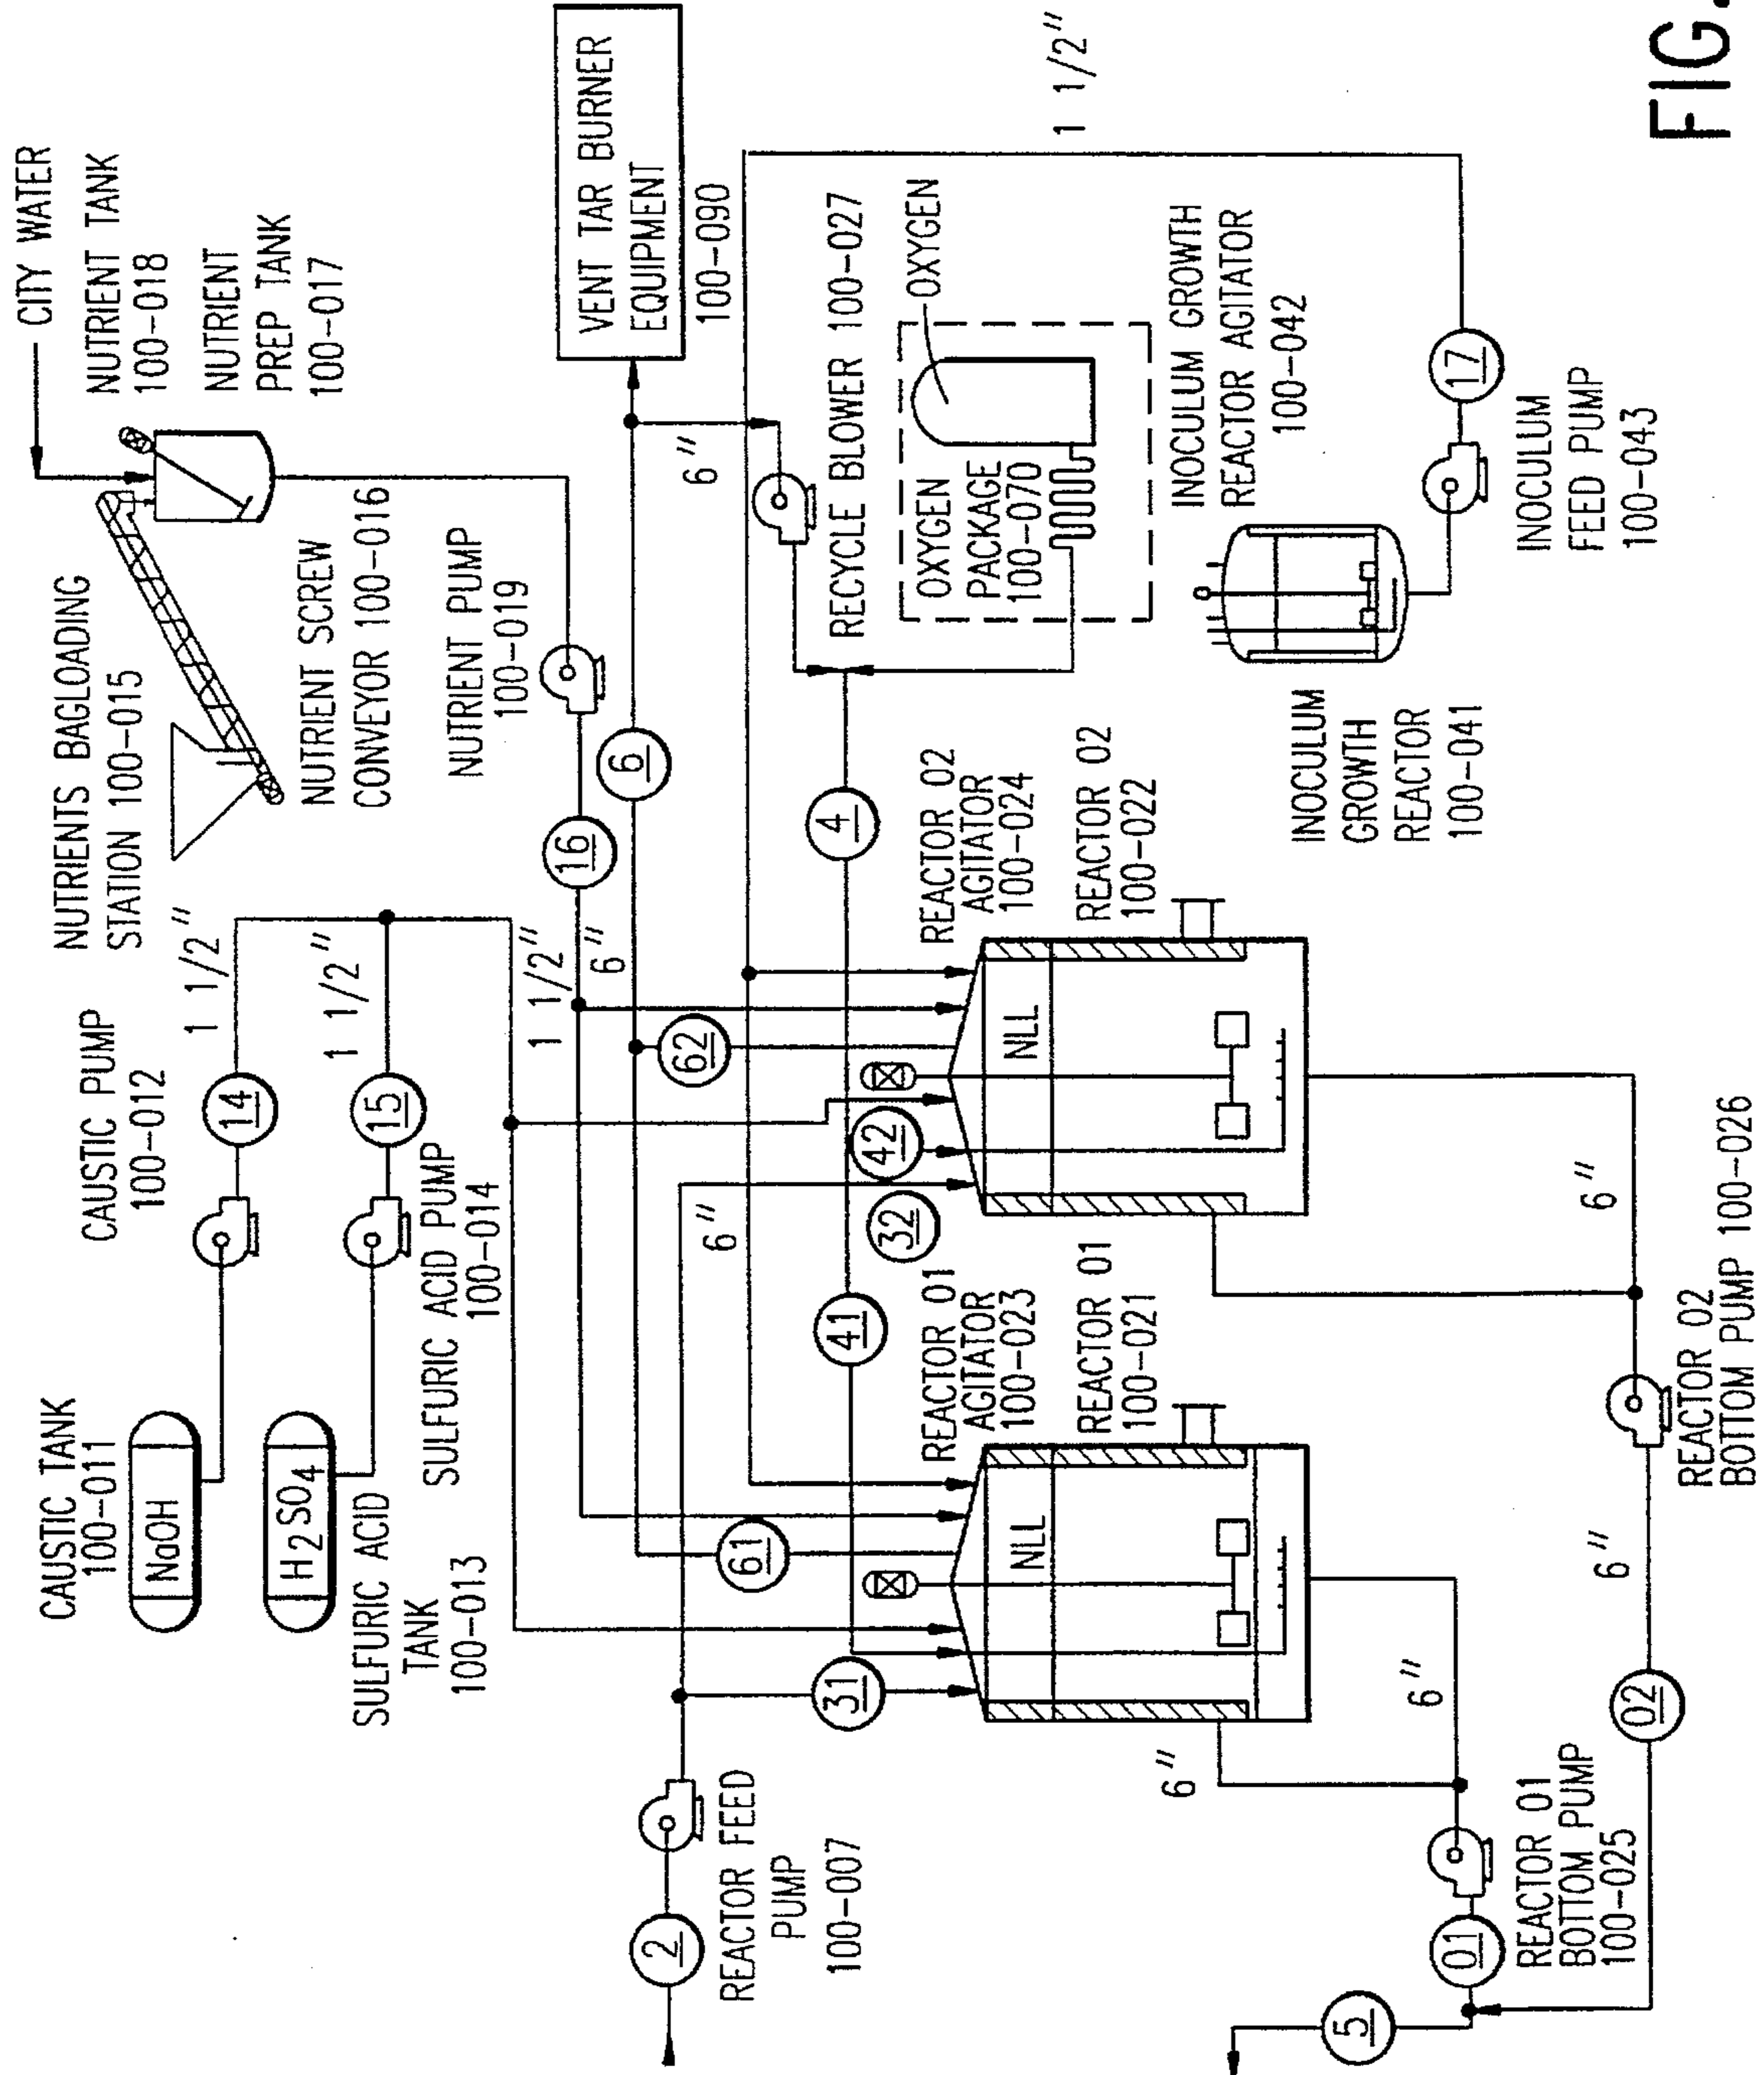 CITY WATER
NUTRIENT TANK
100-018
NUTRIENT
PREP TANK
100-017
NUTRIENTS BAGLOADING
STATION 100-015
NUTRIENT SCREW
CONVEYOR 100-016
NUTRIENT PUMP
100-019
CAUSTIC PUMP
100-012
1 1/2"
14
1 1/2"
15
SULFURIC ACID PUMP
100-014
CAUSTIC TANK
100-011
NaOH
H2SO4
SULFURIC ACID
TANK
100-013
VENT TAR BURNER
EQUIPMENT
100-090
6"
16
6
1 1/2"
6"
RECYCLE BLOWER 100-027
OXYGEN
OXYGEN
PACKAGE
100-070
4
1 1/2"
INOCULUM GROWTH
REACTOR AGITATOR
100-042
17
INOCULUM
FEED PUMP
100-043
INOCULUM
GROWTH
REACTOR
100-041
62
42
32
6"
41
61
31
REACTOR 02
AGITATOR
100-024
REACTOR 02
100-022
NLL
REACTOR 01
AGITATOR
100-023
REACTOR 01
100-021
NLL
2
REACTOR FEED
PUMP
100-007
6"
REACTOR 02
BOTTOM PUMP 100-026
6"
02
6"
6"
REACTOR 01
BOTTOM PUMP
100-025
01
5
FIG.